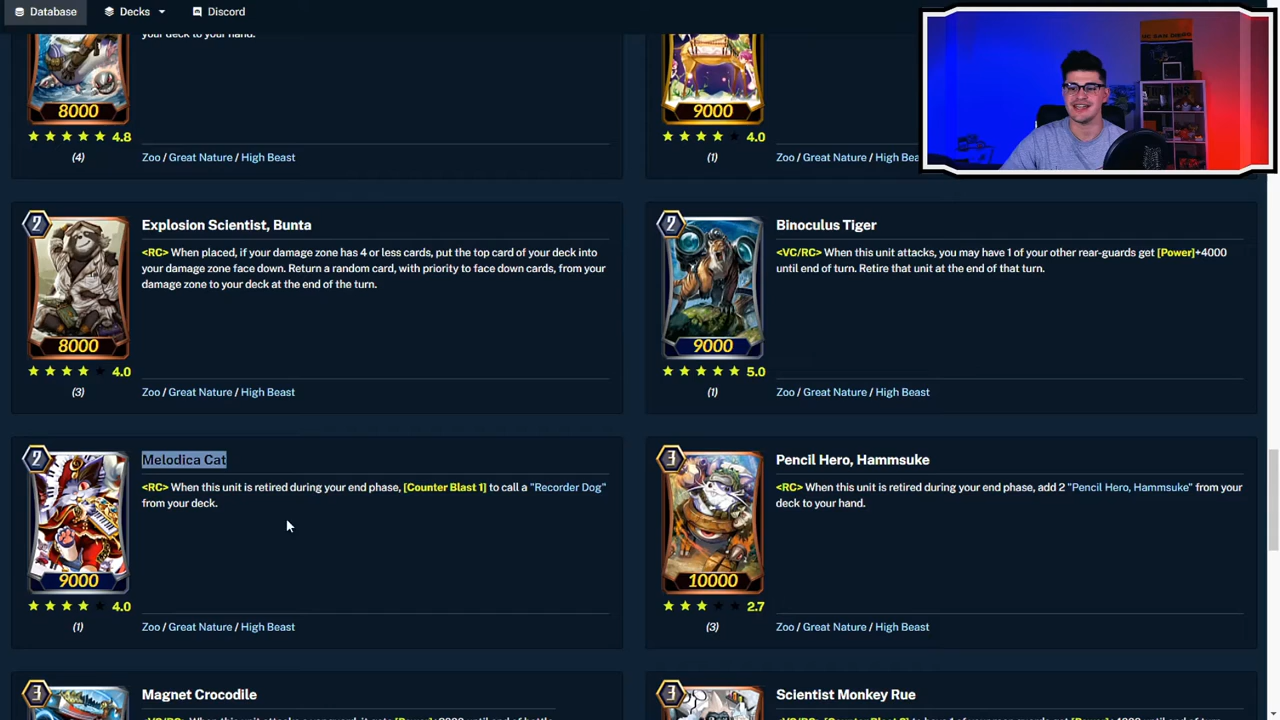 Database
Decks
Discord
your deck to your hand.
8000
4.8
(4)
Zoo / Great Nature / High Beast
9000
4.0
(1)
Zoo / Great Nature / High Beast
2
Explosion Scientist, Bunta
<RC> When placed, if your damage zone has 4 or less cards, put the top card of your deck into
your damage zone face down. Return a random card, with priority to face down cards, from your
damage zone to your deck at the end of the turn.
8000
4.0
(3)
Zoo / Great Nature / High Beast
2
Binoculus Tiger
<VC/RC> When this unit attacks, you may have 1 of your other rear-guards get [Power]+4000
until end of turn. Retire that unit at the end of that turn.
9000
5.0
(1)
Zoo / Great Nature / High Beast
2
Melodica Cat
<RC> When this unit is retired during your end phase, [Counter Blast 1] to call a "Recorder Dog"
from your deck.
9000
4.0
(1)
Zoo / Great Nature / High Beast
3
Pencil Hero, Hammsuke
<RC> When this unit is retired during your end phase, add 2 "Pencil Hero, Hammsuke" from your
deck to your hand.
10000
2.7
(3)
Zoo / Great Nature / High Beast
3
Magnet Crocodile
3
Scientist Monkey Rue